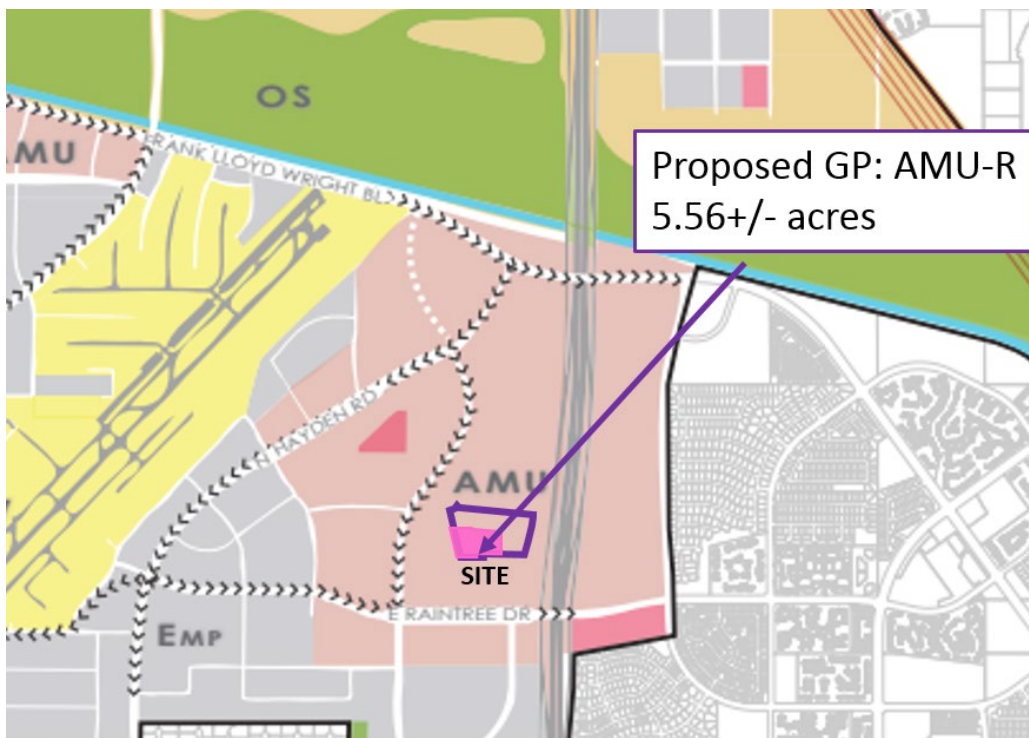 OS
AMU
FRANK LLOYD WRIGHT BL
Proposed GP: AMU-R
5.56+/- acres
N HAYDEN RD
AMU
SITE
E RAINTREE DR
EMP